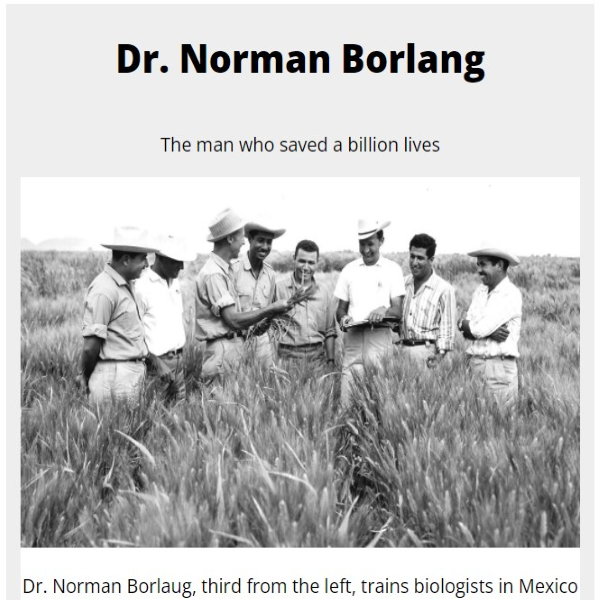 Dr. Norman Borlang
The man who saved a billion lives
Dr. Norman Borlaug, third from the left, trains biologists in Mexico